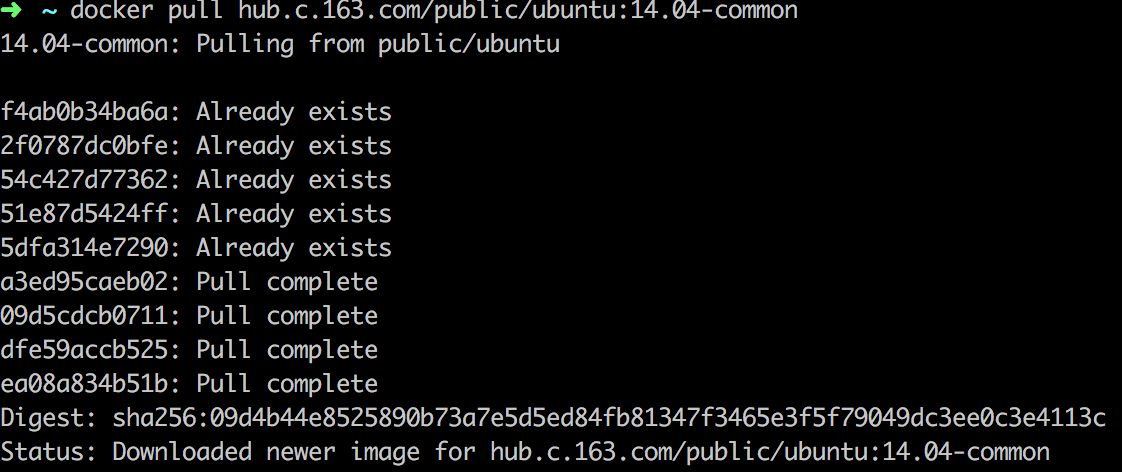 ➜ ~ docker pull hub.c.163.com/public/ubuntu:14.04-common
14.04-common: Pulling from public/ubuntu
f4ab0b34ba6a: Already exists
2f0787dc0bfe: Already exists
54c427d77362: Already exists
51e87d5424ff: Already exists
5dfa314e7290: Already exists
a3ed95caeb02: Pull complete
09d5cdcb0711: Pull complete
dfe59accb525: Pull complete
ea08a834b51b: Pull complete
Digest: sha256:09d4b44e8525890b73a7e5d5ed84fb81347f3465e3f5f79049dc3ee0c3e4113c
Status: Downloaded newer image for hub.c.163.com/public/ubuntu:14.04-common